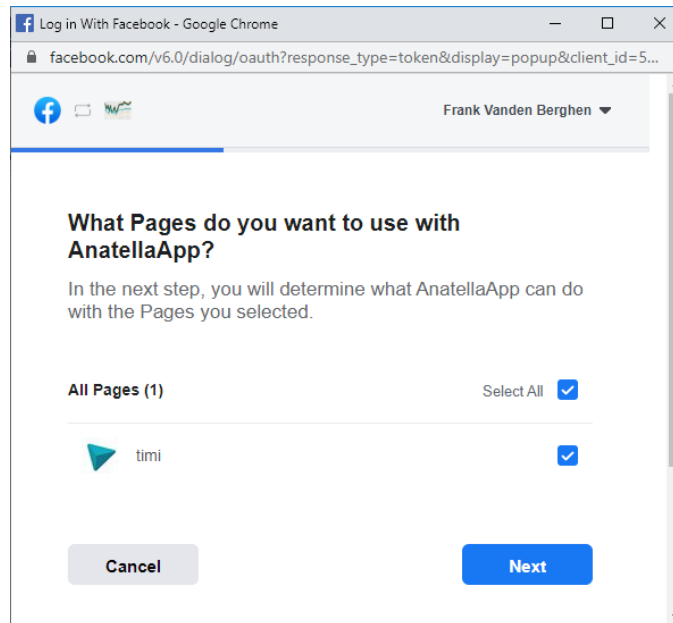 Log in With Facebook - Google Chrome
facebook.com/v6.0/dialog/oauth?response_type=token&display=popup&client_id=5...
Frank Vanden Berghen
What Pages do you want to use with
AnatellaApp?
In the next step, you will determine what AnatellaApp can do
with the Pages you selected.
All Pages (1) Select All
timi
Cancel Next